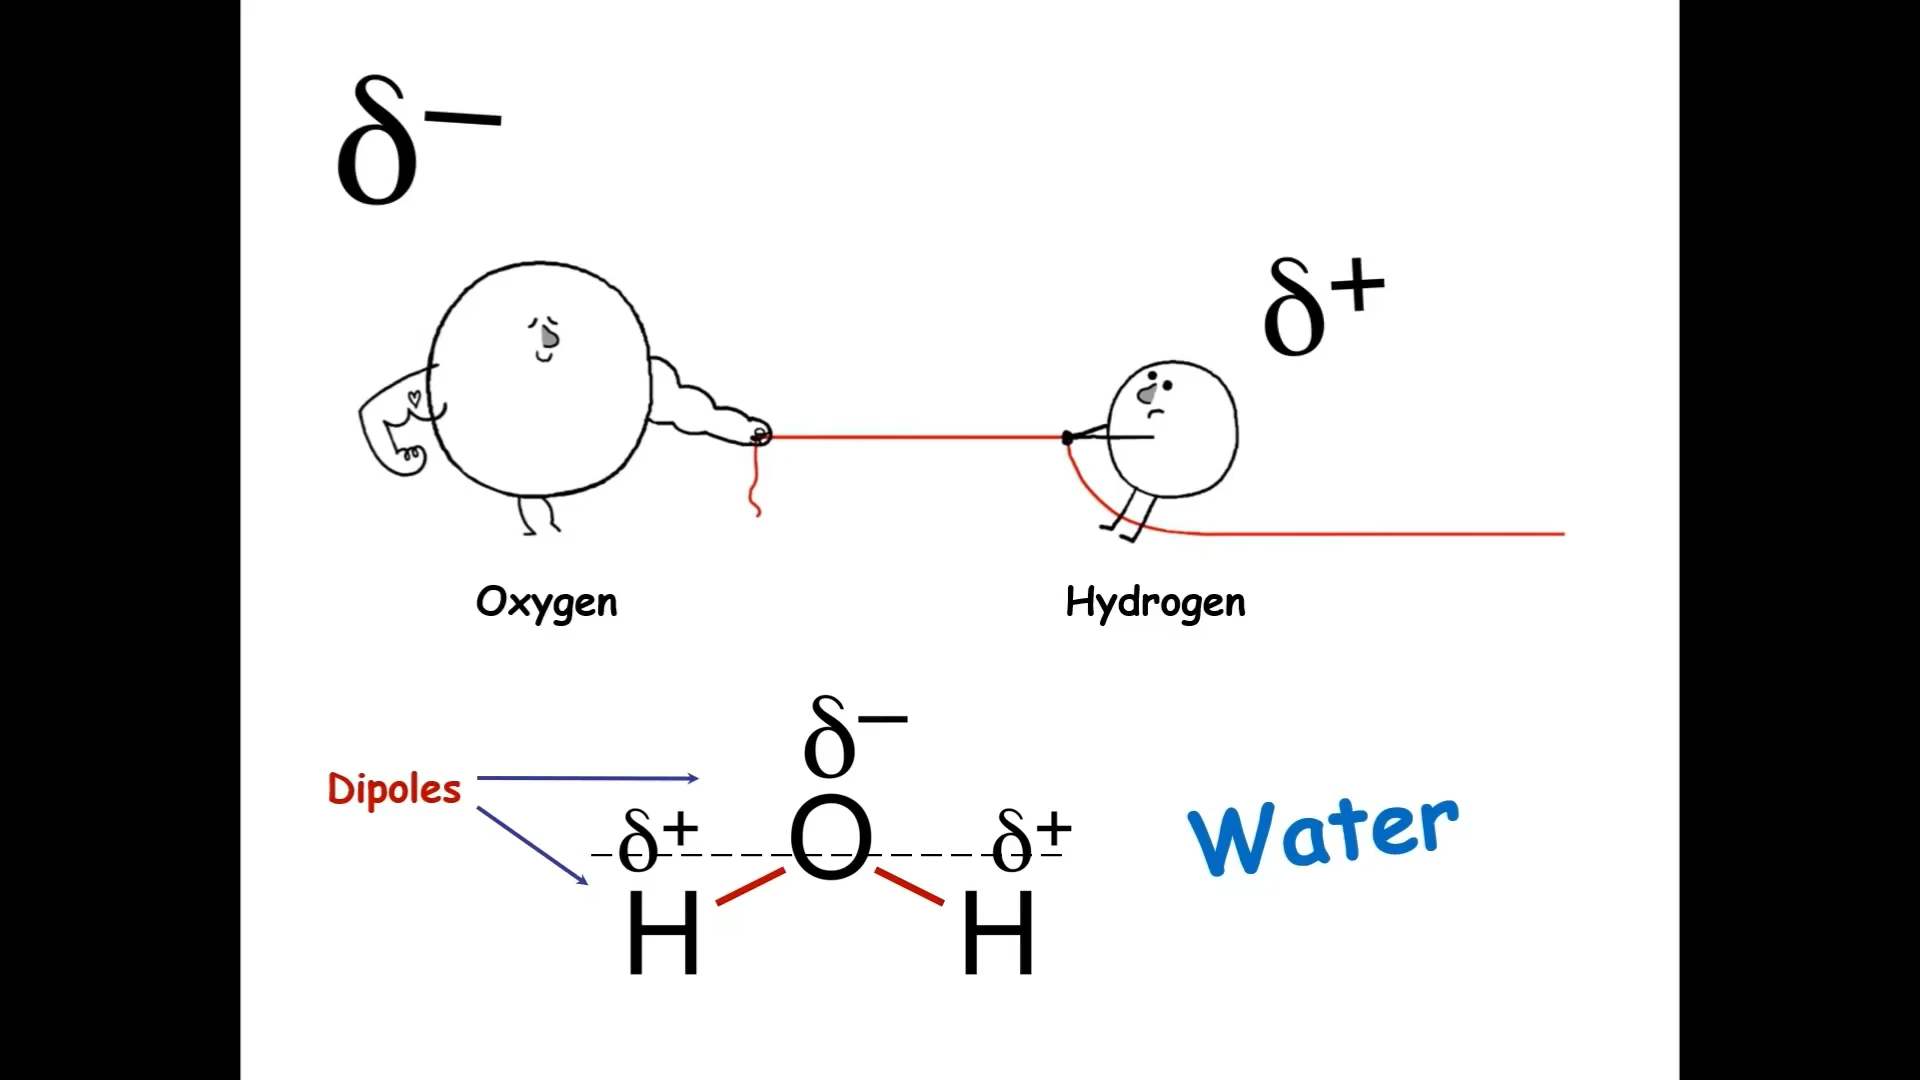 δ−
δ+
Oxygen
Hydrogen
δ−
Dipoles
δ+ O δ+
Water
H H